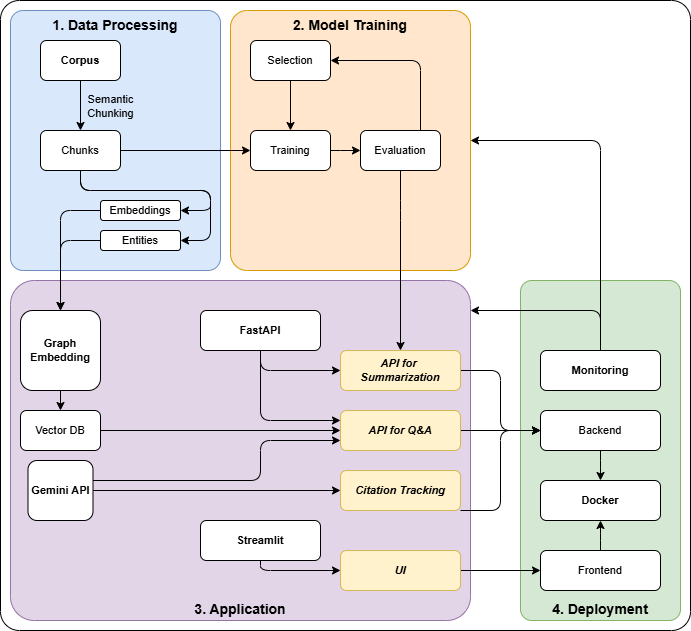 1. Data Processing
Corpus
Semantic
Chunking
Chunks
Embeddings
Entities
2. Model Training
Selection
Training
Evaluation
Graph
Embedding
Vector DB
Gemini API
FastAPI
Streamlit
API for
Summarization
API for Q&A
Citation Tracking
UI
3. Application
Monitoring
Backend
Docker
Frontend
4. Deployment